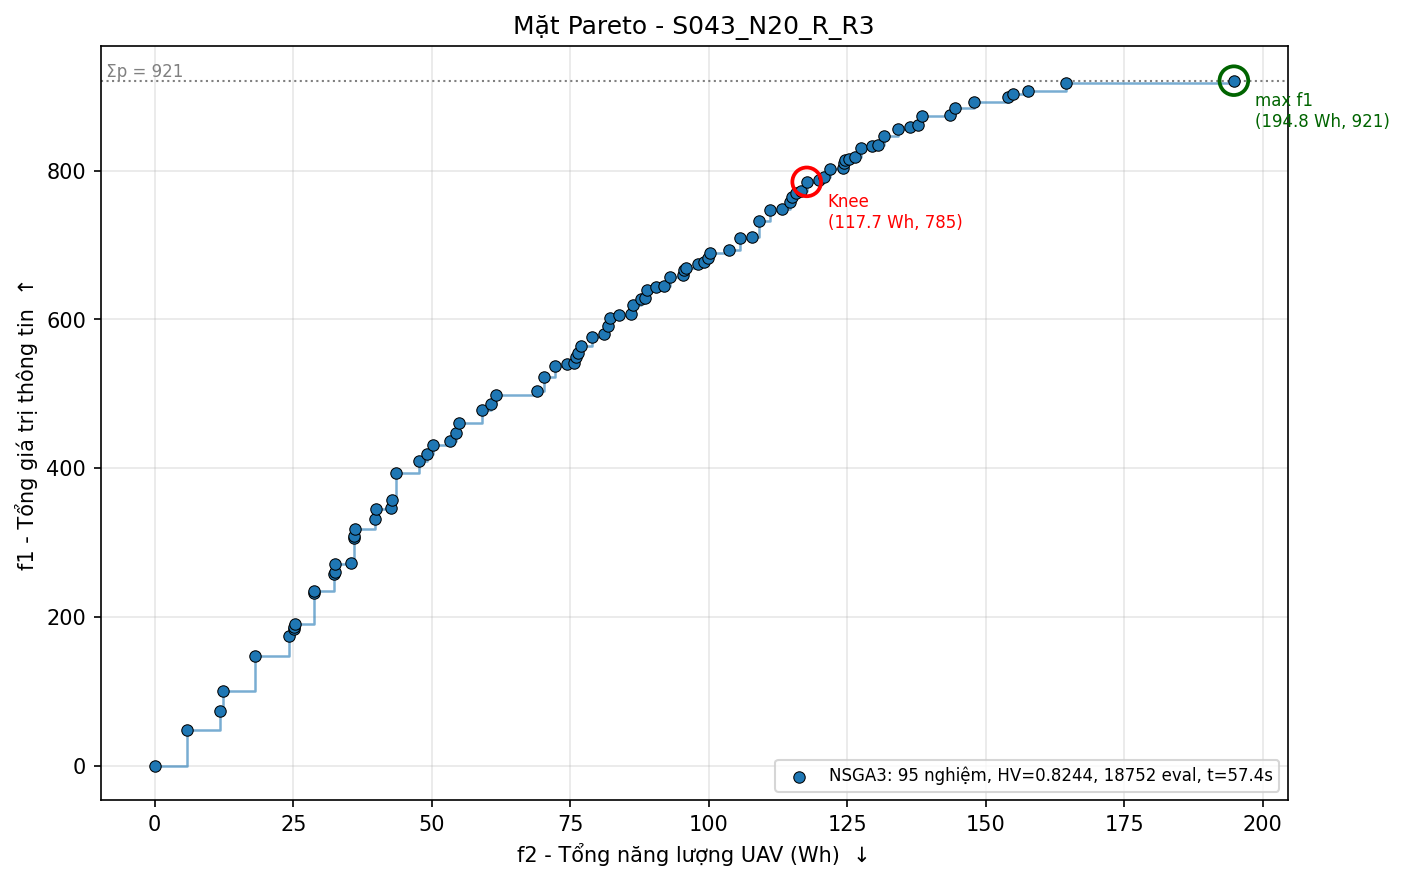 Mặt Pareto - S043_N20_R_R3
Σp = 921
max f1
(194.8 Wh, 921)
Knee
(117.7 Wh, 785)
f1 - Tổng giá trị thông tin ↑
800
600
400
200
0
NSGA3: 95 nghiệm, HV=0.8244, 18752 eval, t=57.4s
0 25 50 75 100 125 150 175 200
f2 - Tổng năng lượng UAV (Wh) ↓